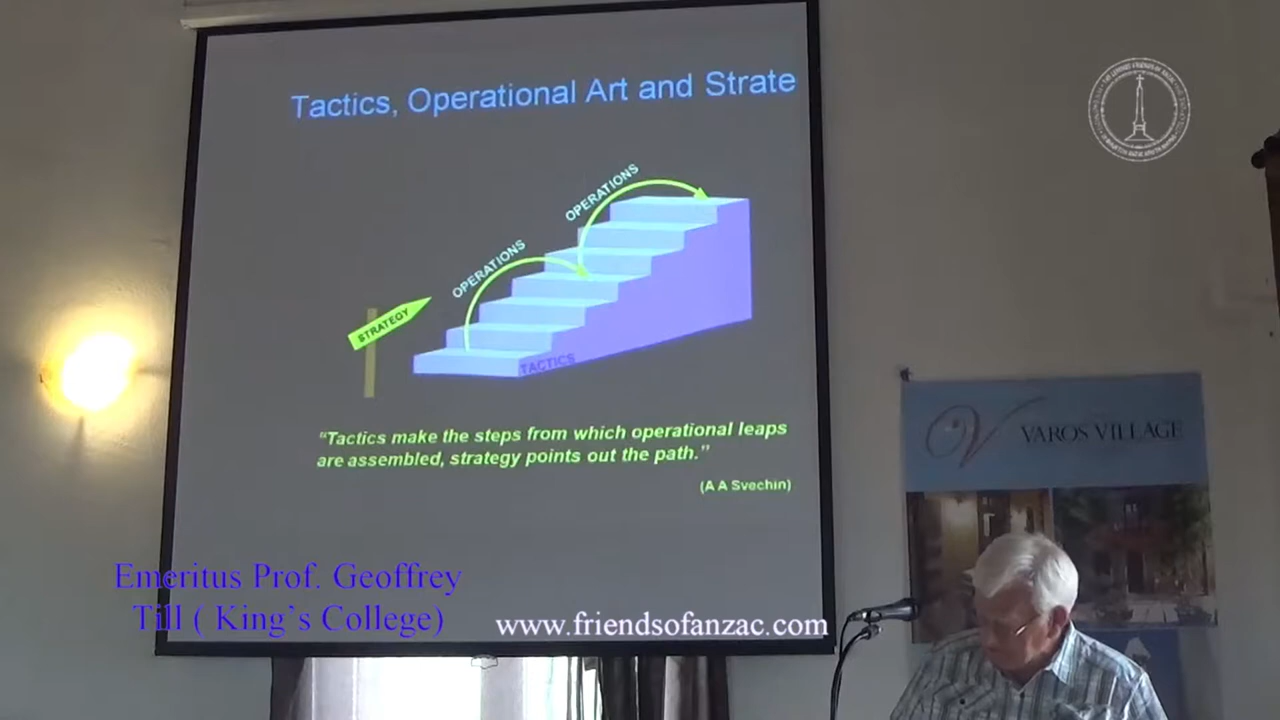 Tactics, Operational Art and Strate
OPERATIONS
OPERATIONS
STRATEGY
TACTICS
“Tactics make the steps from which operational leaps
are assembled, strategy points out the path.”
(A A Svechin)
V VAROS VILLAGE
Emeritus Prof. Geoffrey
Till ( King’s College)
www.friendsofanzac.com